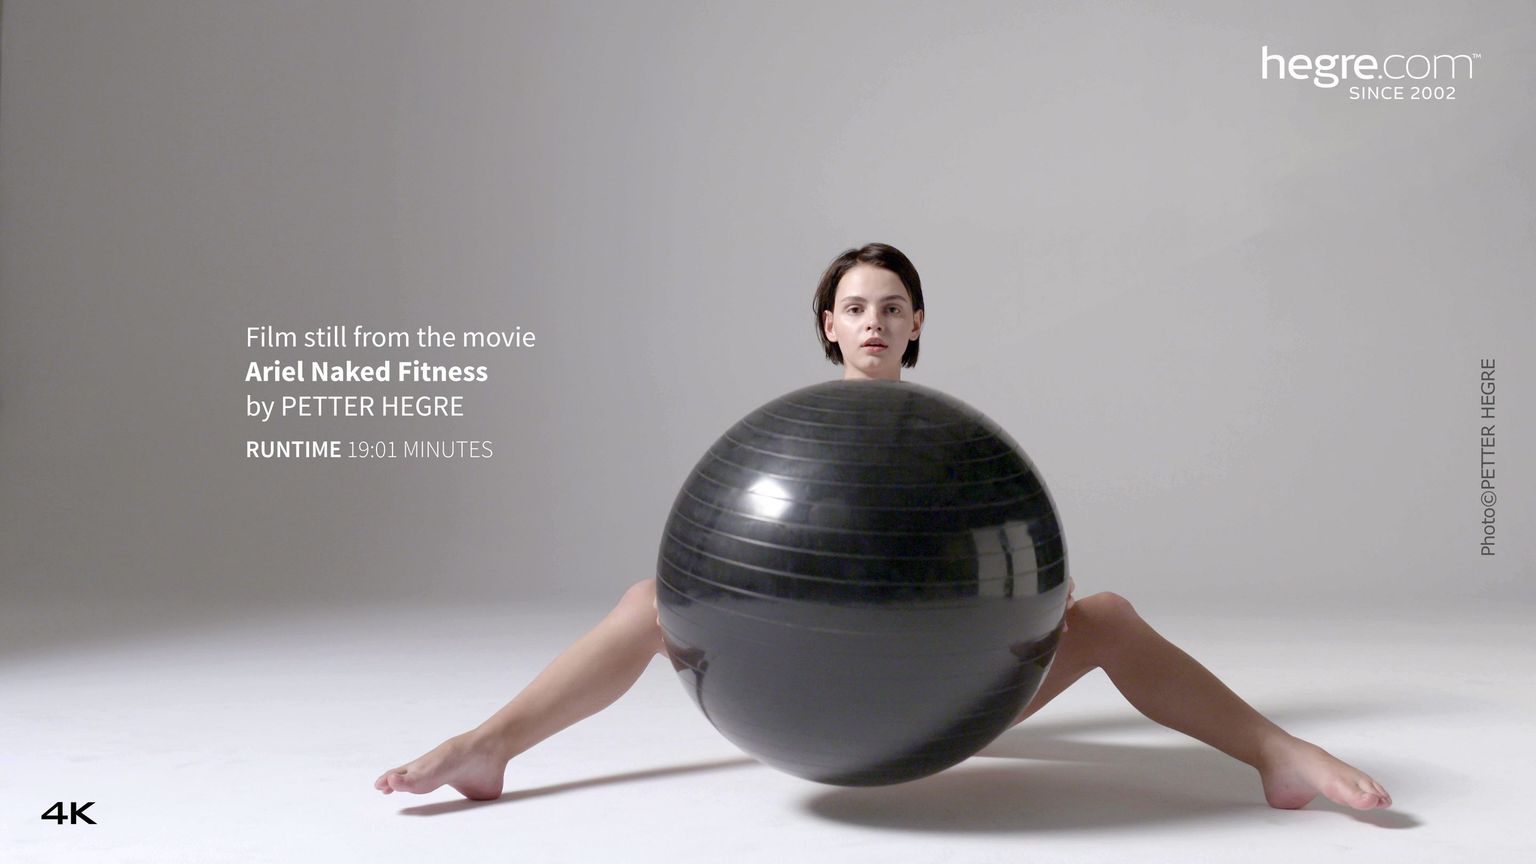 hegre.com™
SINCE 2002
Film still from the movie
Ariel Naked Fitness
by PETTER HEGRE
RUNTIME 19:01 MINUTES
Photo©PETTER HEGRE
4K